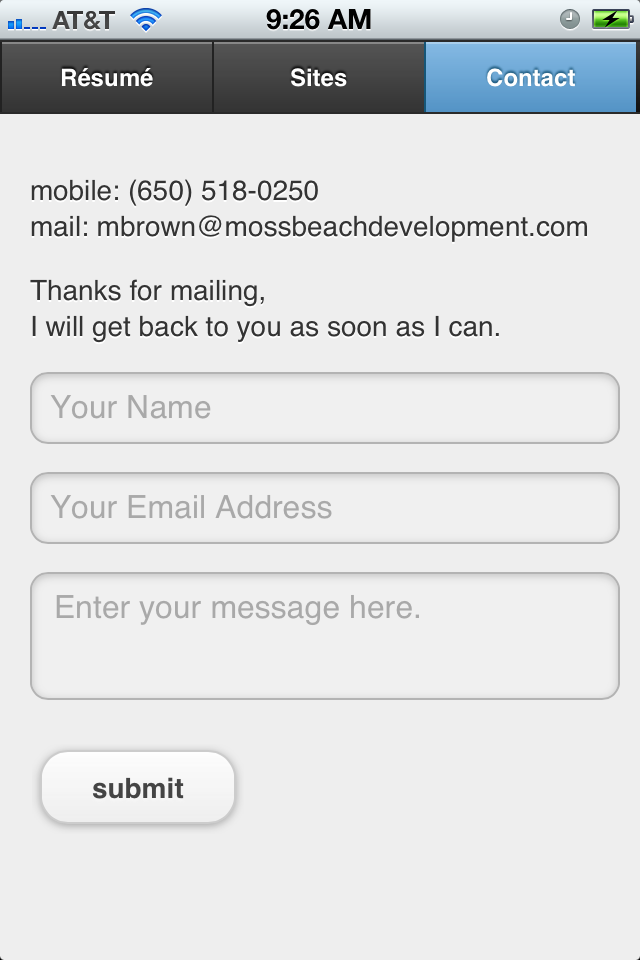 AT&T 9:26 AM
Résumé Sites Contact
mobile: (650) 518-0250
mail: mbrown@mossbeachdevelopment.com
Thanks for mailing,
I will get back to you as soon as I can.
Your Name
Your Email Address
Enter your message here.
submit